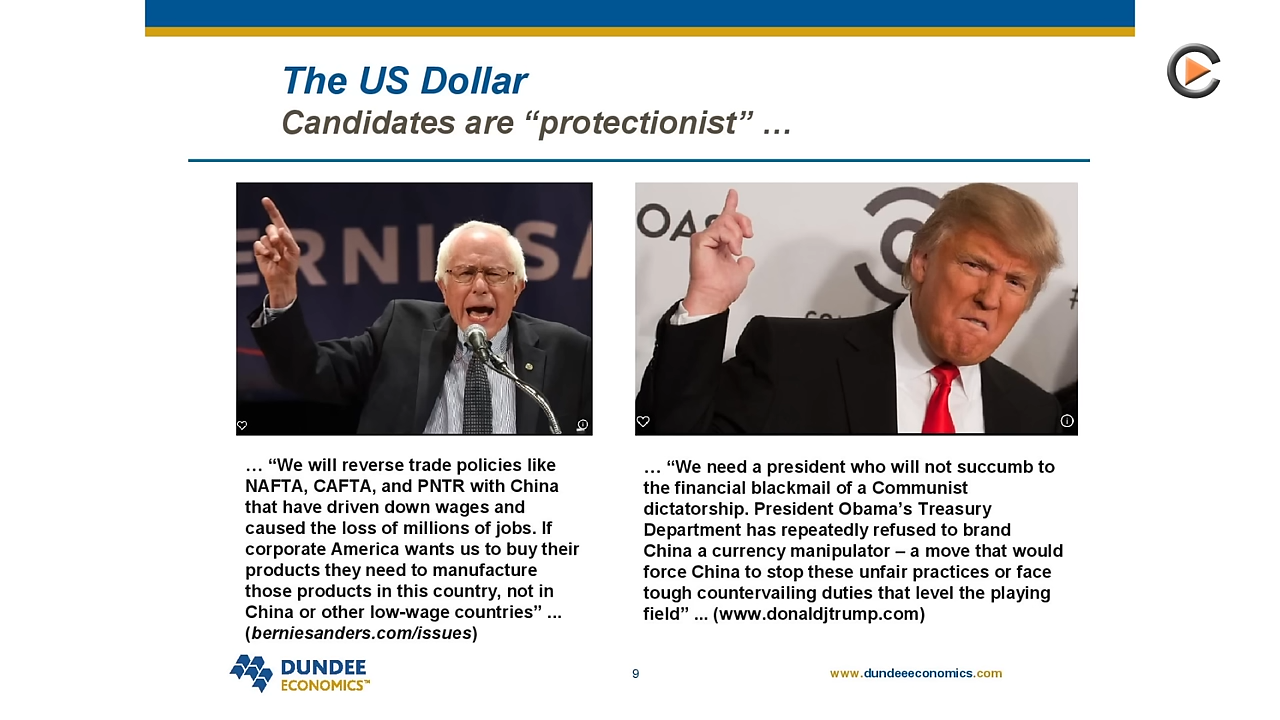 The US Dollar
Candidates are “protectionist” …
ERNI SA
OAS
CO
#
… “We will reverse trade policies like
NAFTA, CAFTA, and PNTR with China
that have driven down wages and
caused the loss of millions of jobs. If
corporate America wants us to buy their
products they need to manufacture
those products in this country, not in
China or other low-wage countries” ...
(berniesanders.com/issues)
… “We need a president who will not succumb to
the financial blackmail of a Communist
dictatorship. President Obama’s Treasury
Department has repeatedly refused to brand
China a currency manipulator – a move that would
force China to stop these unfair practices or face
tough countervailing duties that level the playing
field” ... (www.donaldjtrump.com)
DUNDEE
ECONOMICS™
9
www.dundeeeconomics.com